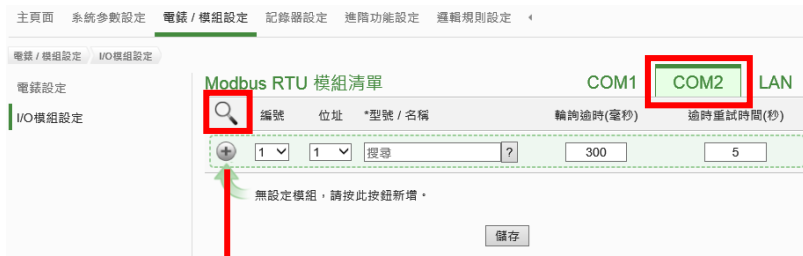 主頁面 系統參數設定 電錶 / 模組設定 記錄器設定 進階功能設定 邏輯規則設定
電錶 / 模組設定 I/O模組設定
電錶設定
I/O模組設定
Modbus RTU 模組清單 COM1 COM2 LAN
編號 位址 *型號 / 名稱 輪詢逾時(毫秒) 逾時重試時間(秒)
1 1 搜尋 ? 300 5
無設定模組，請按此按鈕新增。
儲存